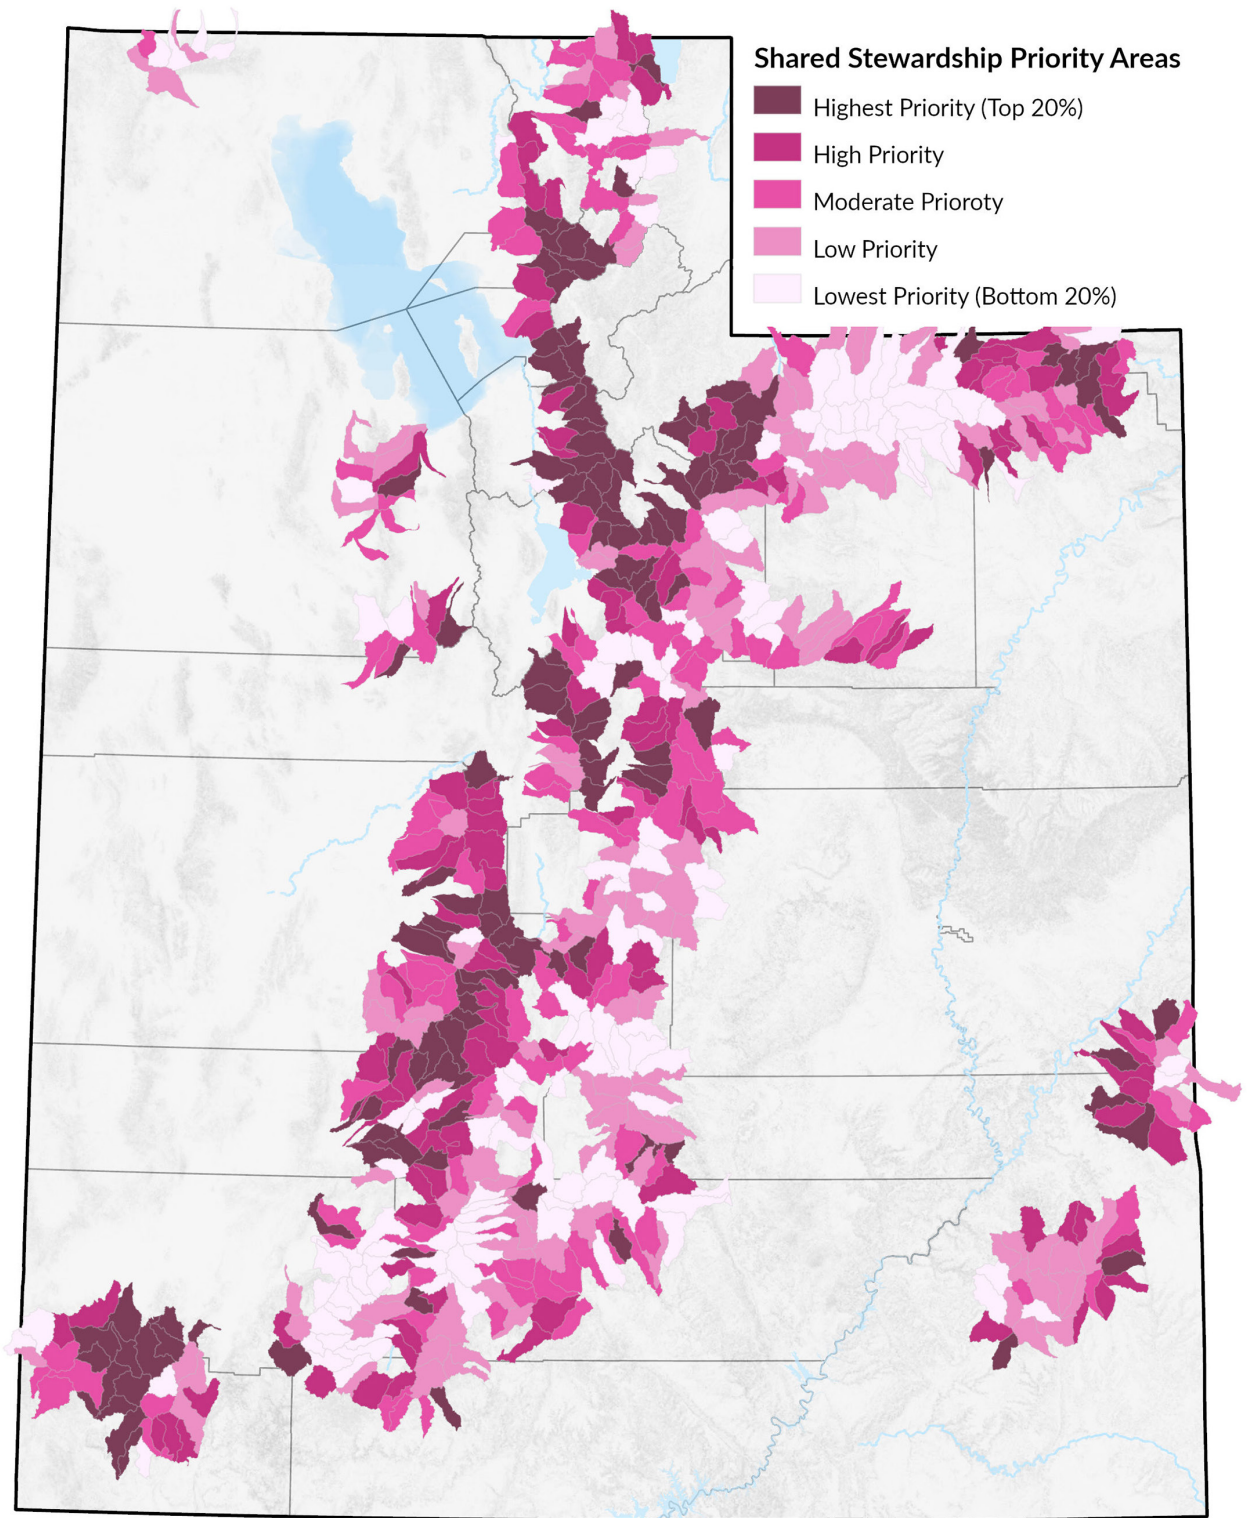 Shared Stewardship Priority Areas
Highest Priority (Top 20%)
High Priority
Moderate Prioroty
Low Priority
Lowest Priority (Bottom 20%)